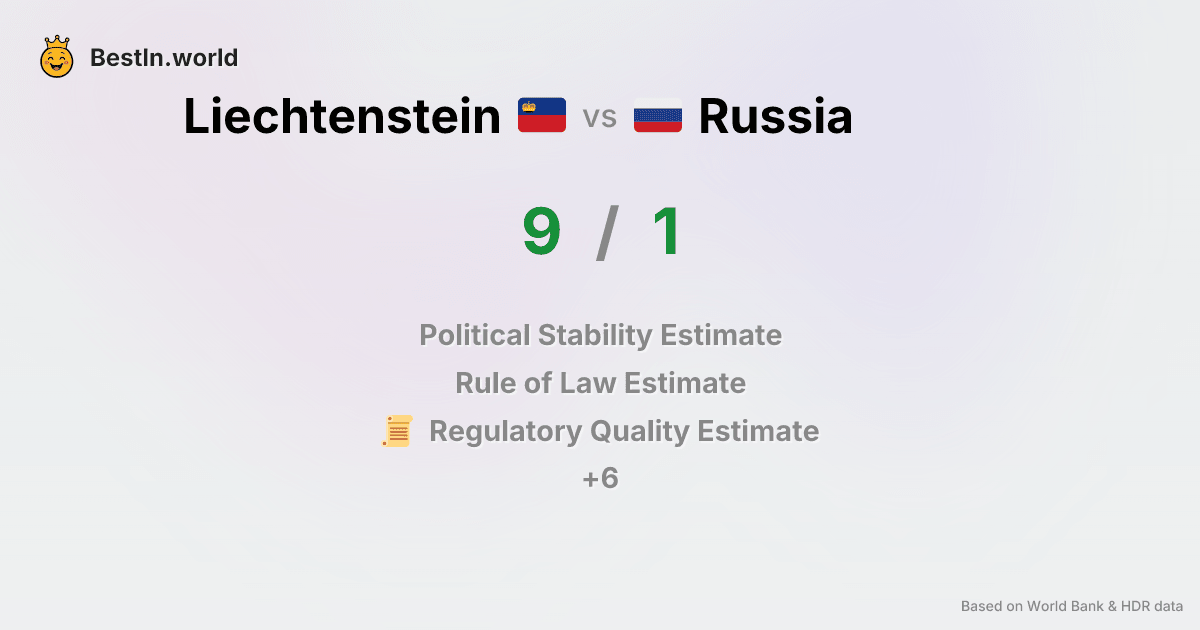 BestIn.world
Liechtenstein vs Russia
9 / 1
Political Stability Estimate
Rule of Law Estimate
Regulatory Quality Estimate
+6
Based on World Bank & HDR data